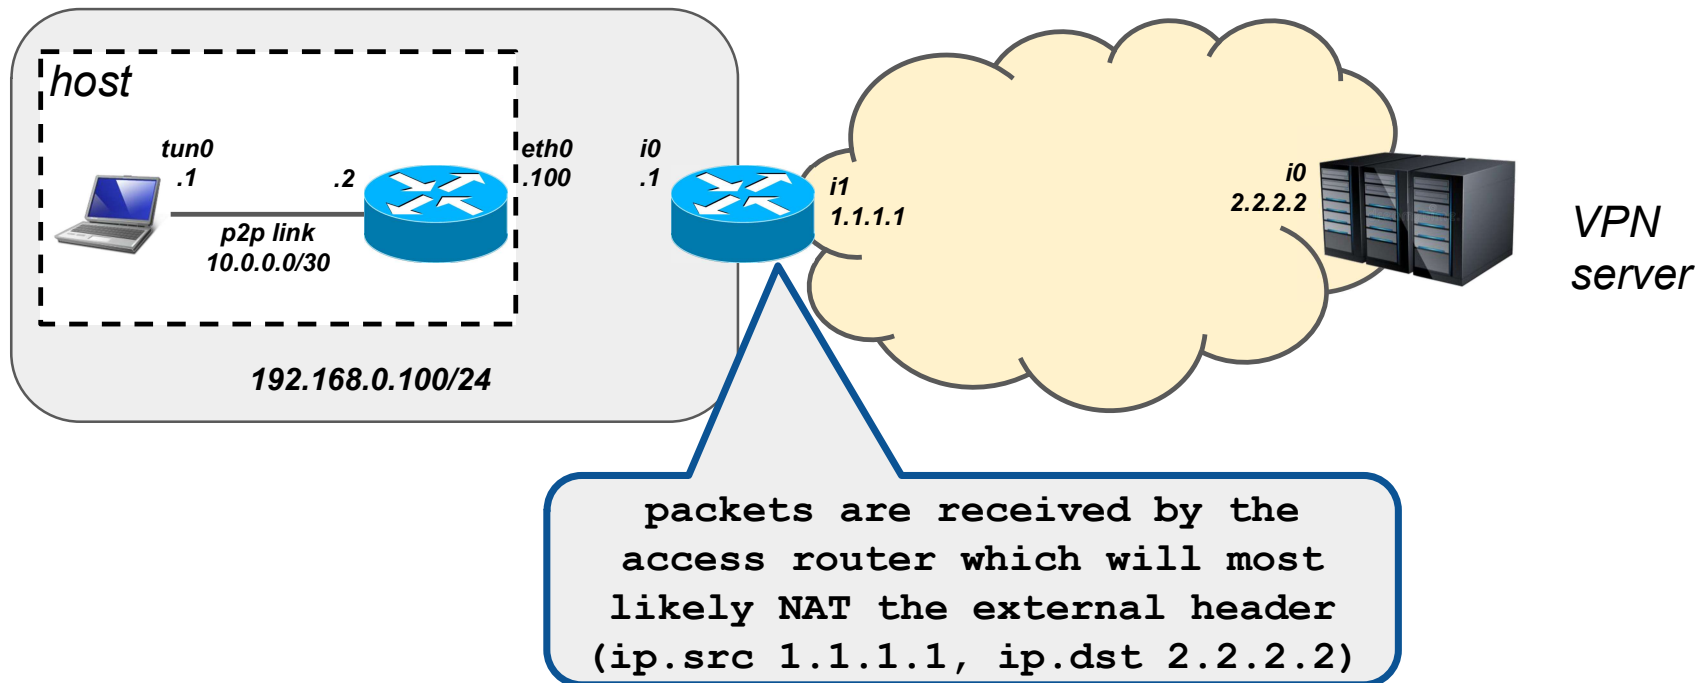 host
tun0
.1
.2
p2p link
10.0.0.0/30
eth0
.100
i0
.1
i1
1.1.1.1
i0
2.2.2.2
VPN
server
192.168.0.100/24
packets are received by the
access router which will most
likely NAT the external header
(ip.src 1.1.1.1, ip.dst 2.2.2.2)